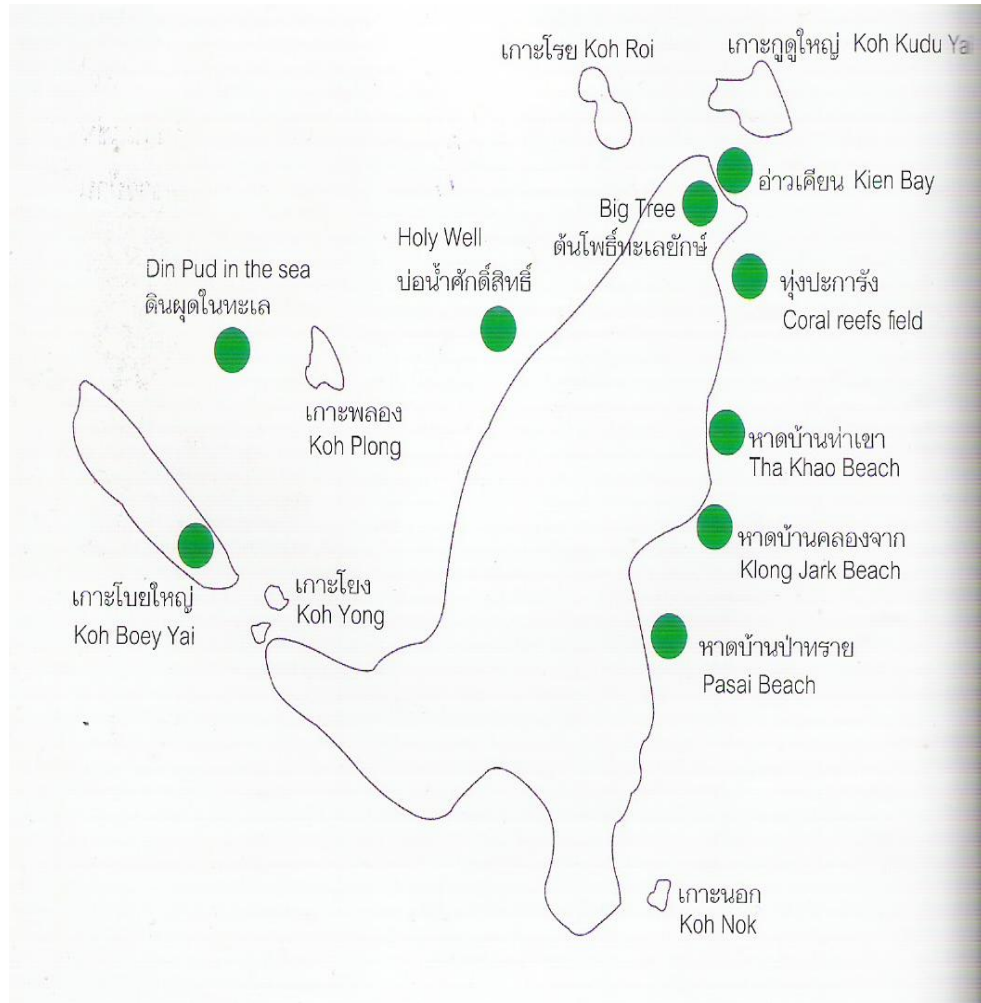 เกาะโรย Koh Roi
เกาะกูดูใหญ่ Koh Kudu Ya
อ่าวเคียน Kien Bay
Big Tree
ต้นโพธิ์ทะเลยักษ์
Holy Well
บ่อน้ำศักดิ์สิทธิ์
Din Pud in the sea
ดินผุดในทะเล
ทุ่งปะการัง
Coral reefs field
เกาะพลอง
Koh Plong
หาดบ้านท่าเขา
Tha Khao Beach
หาดบ้านคลองจาก
Klong Jark Beach
เกาะโบยใหญ่
Koh Boey Yai
เกาะโยง
Koh Yong
หาดบ้านป่าทราย
Pasai Beach
เกาะนอก
Koh Nok